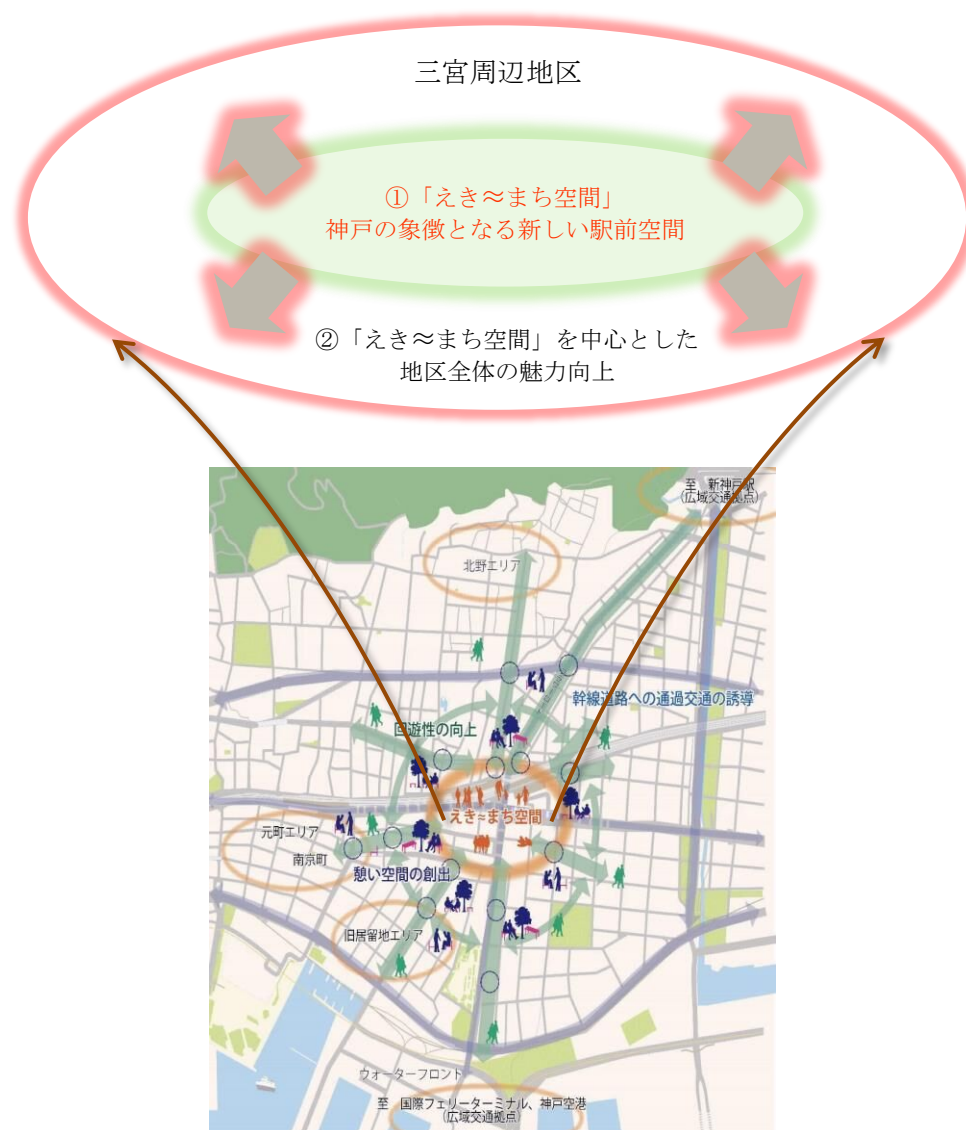 三宮周辺地区
①「えき≈まち空間」
神戸の象徴となる新しい駅前空間
②「えき≈まち空間」を中心とした
地区全体の魅力向上
至　新神戸駅
(広域交通拠点)
北野エリア
幹線道路への通過交通の誘導
回遊性の向上
えき≈まち空間
元町エリア
南京町
憩い空間の創出
旧居留地エリア
ウォーターフロント
至　国際フェリーターミナル、神戸空港
(広域交通拠点)